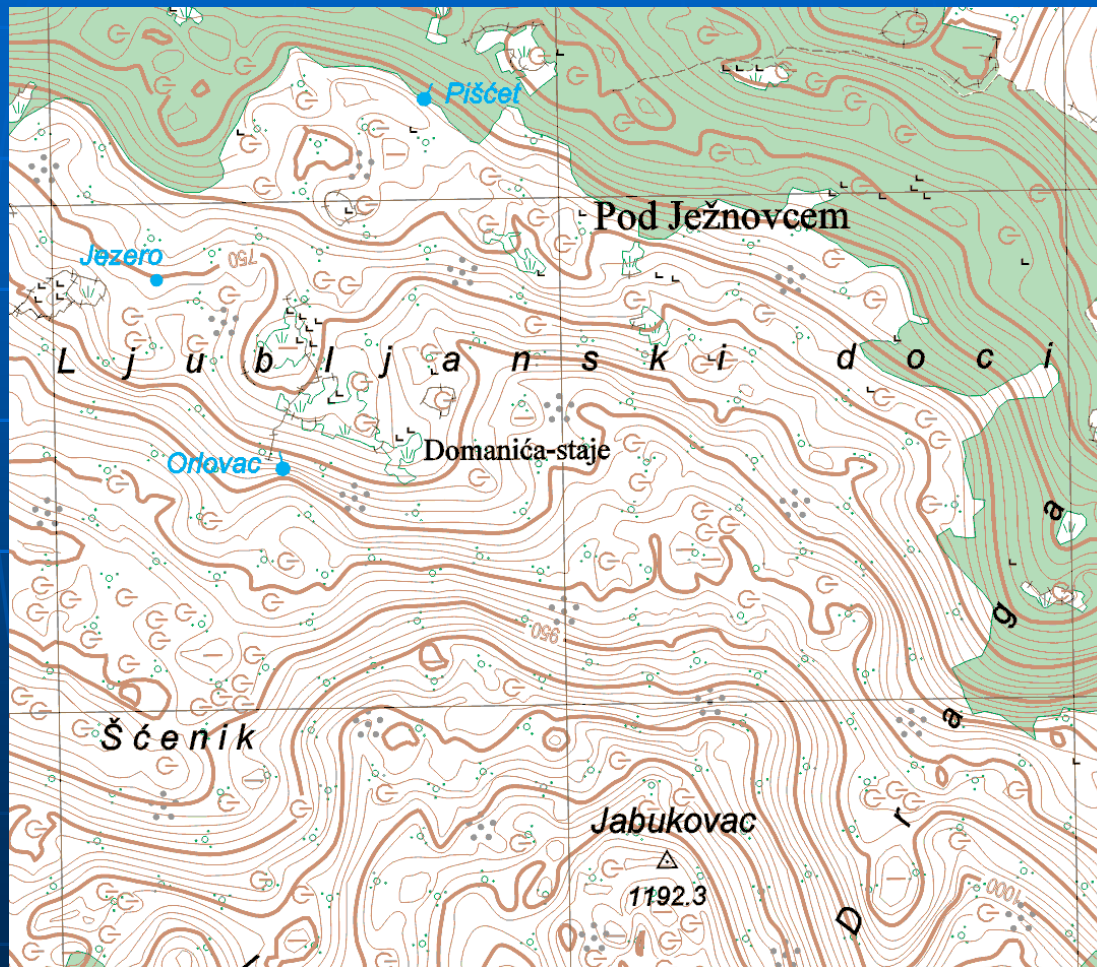 Pišćet
Pod Ježnovcem
Jezero
750
Ljubljanski doci
Domanića-staje
Orlovac
950
Šćenik
Jabukovac
1192.3
Draga
1000